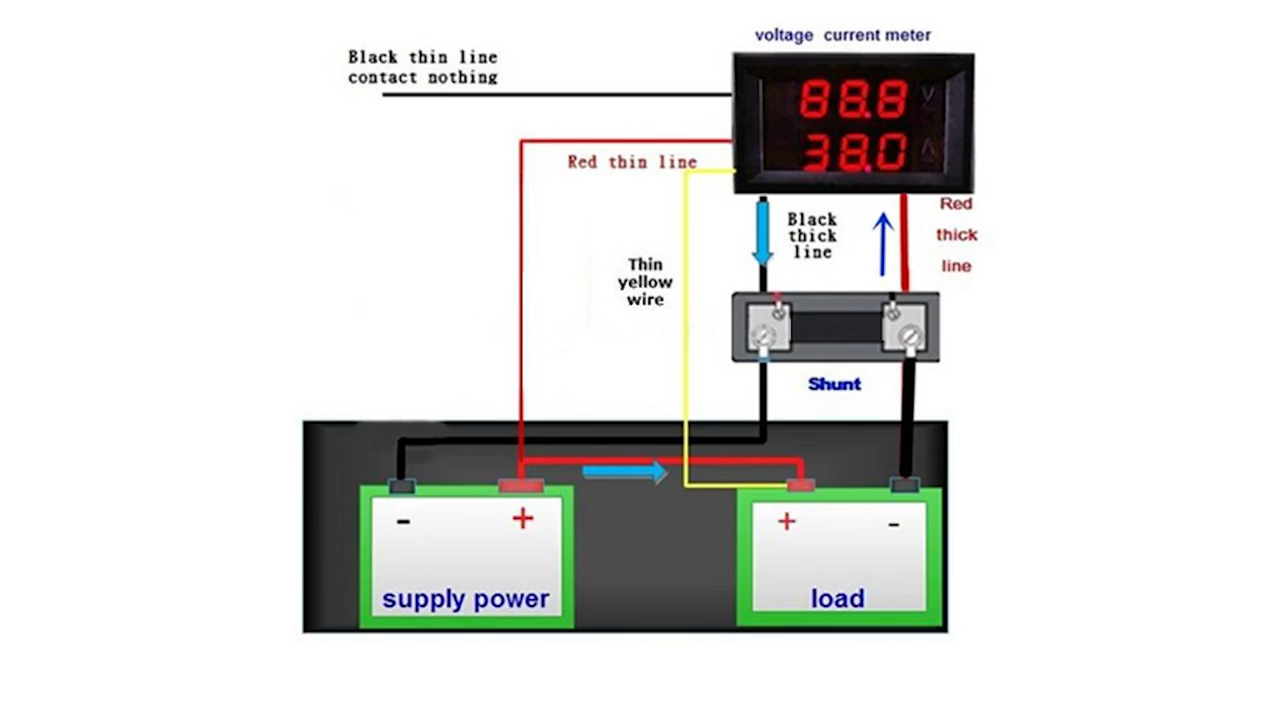 voltage current meter
Black thin line
contact nothing
88.8 V
38.0 A
Red thin line
Black
thick
line
Red
thick
line
Thin
yellow
wire
Shunt
- +
+ -
supply power
load